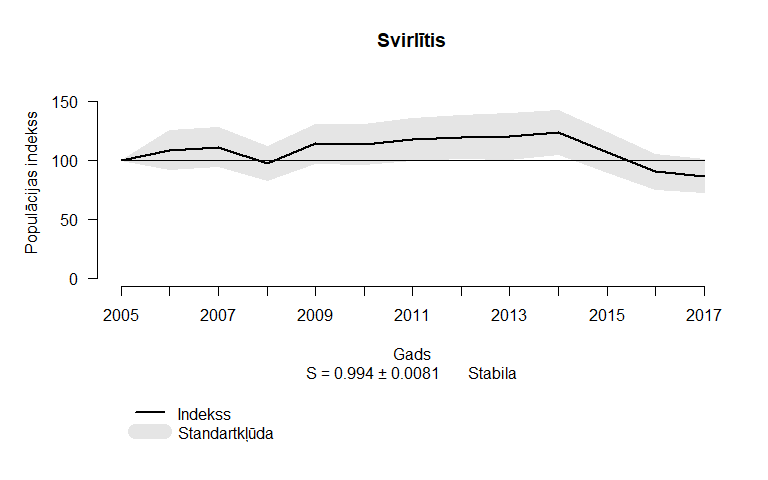 Svirlītis
Populācijas indekss
150
100
50
0
2005 2007 2009 2011 2013 2015 2017
Gads
S = 0.994 ± 0.0081 Stabila
Indekss
Standartkļūda